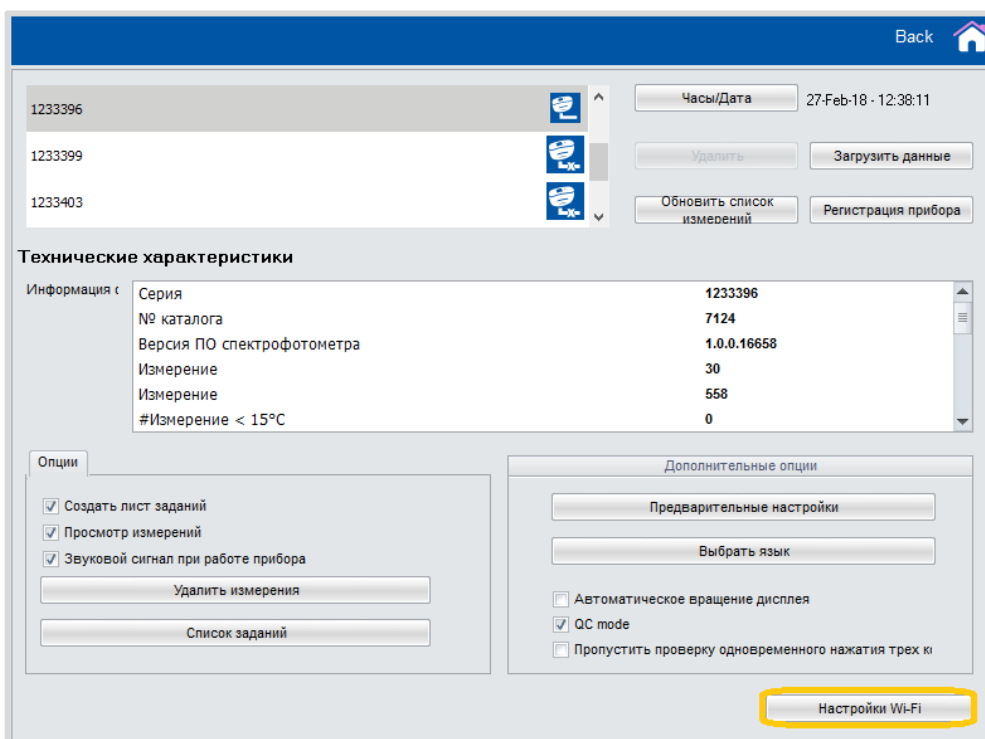 Back
1233396
Часы/Дата
27-Feb-18 - 12:38:11
1233399
Удалить
Загрузить данные
1233403
Обновить список
измерений
Регистрация прибора
Технические характеристики
Информация с
Серия 1233396
№ каталога 7124
Версия ПО спектрофотометра 1.0.0.16658
Измерение 30
Измерение 558
#Измерение < 15°C 0
Опции
Создать лист заданий
Просмотр измерений
Звуковой сигнал при работе прибора
Удалить измерения
Список заданий
Дополнительные опции
Предварительные настройки
Выбрать язык
Автоматическое вращение дисплея
QC mode
Пропустить проверку одновременного нажатия трех
Настройки Wi-Fi